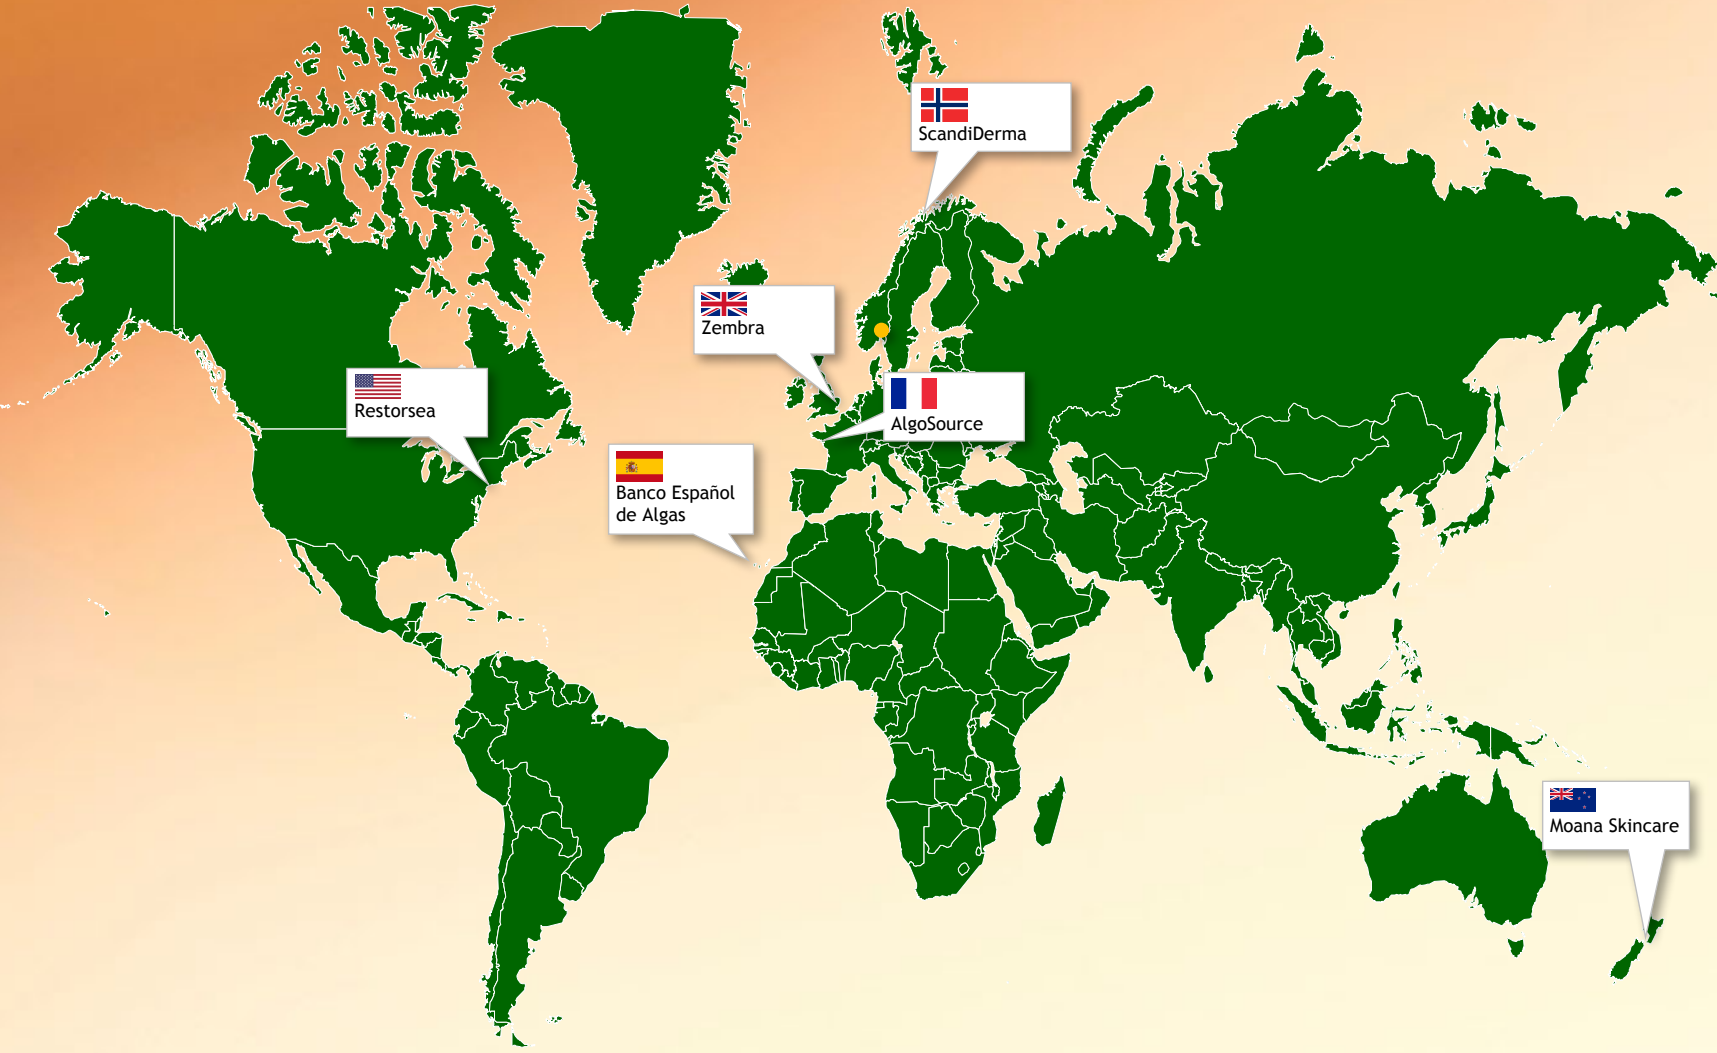 ScandiDerma
Zembra
Restorsea
AlgoSource
Banco Español
de Algas
Moana Skincare